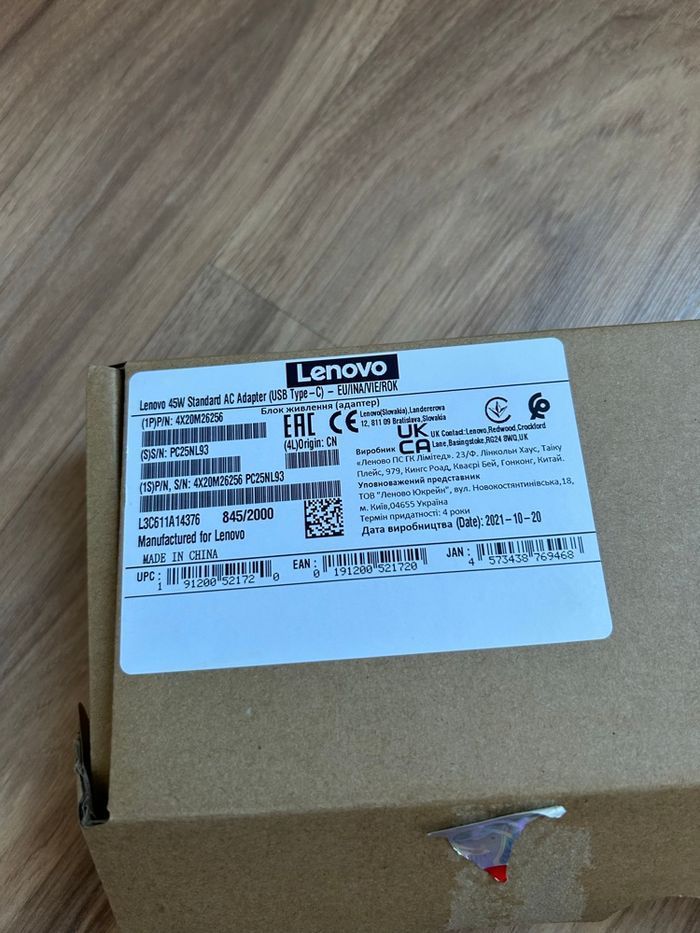 Lenovo
Lenovo 45W Standard AC Adapter (USB Type-C) - EU/INA/VIE/ROK
Блок живлення (адаптер)
(1P)P/N: 4X20M26256
(S)S/N: PC25NL93
(1S)P/N, S/N: 4X20M26256 PC25NL93
L3C611A14376 845/2000
Manufactured for Lenovo
MADE IN CHINA
EAC CE
(4L)Origin: CN
Lenovo(Slovakia),Landererova
12, 811 09 Bratislava,Slovakia
UK
CA
UK Contact:Lenovo,Redwood,Crockford
Lane,Basingstoke,RG24 8WQ,UK
Виробник
«Леново ПС ГК Лімітед». 23/Ф. Лінкольн Хаус, Таіку
Плейс, 979, Кингс Роад, Кваєрі Бей, Гонконг, Китай.
Уповноважений представник
ТОВ "Леново Юкрейн", вул. Новокостянтинівська,18,
м. Київ,04655 Україна
Термін придатності: 4 роки
Дата виробництва (Date): 2021-10-20
UPC: 1 91200 52172 0
EAN: 0 191200 521720
JAN: 4 573438 769468